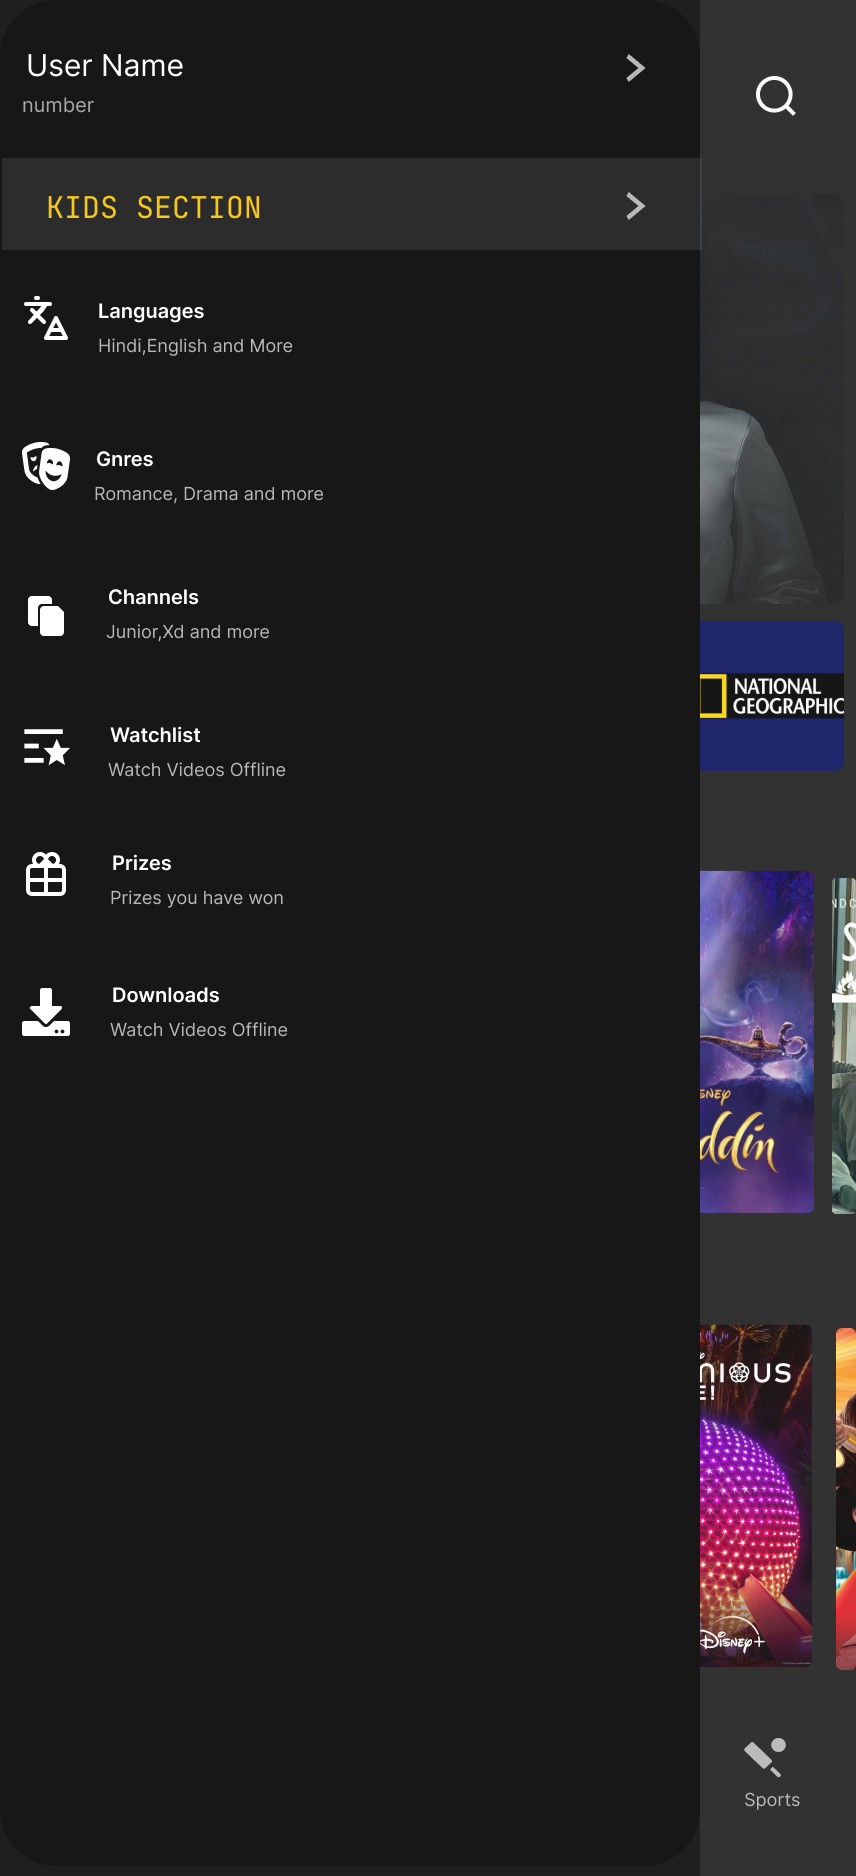 User Name
number
KIDS SECTION
Languages
Hindi,English and More
Gnres
Romance, Drama and more
Channels
Junior,Xd and more
Watchlist
Watch Videos Offline
Prizes
Prizes you have won
Downloads
Watch Videos Offline
NATIONAL
GEOGRAPHIC
SNEY
ddin
NIOUS
E!
Disney+
Sports